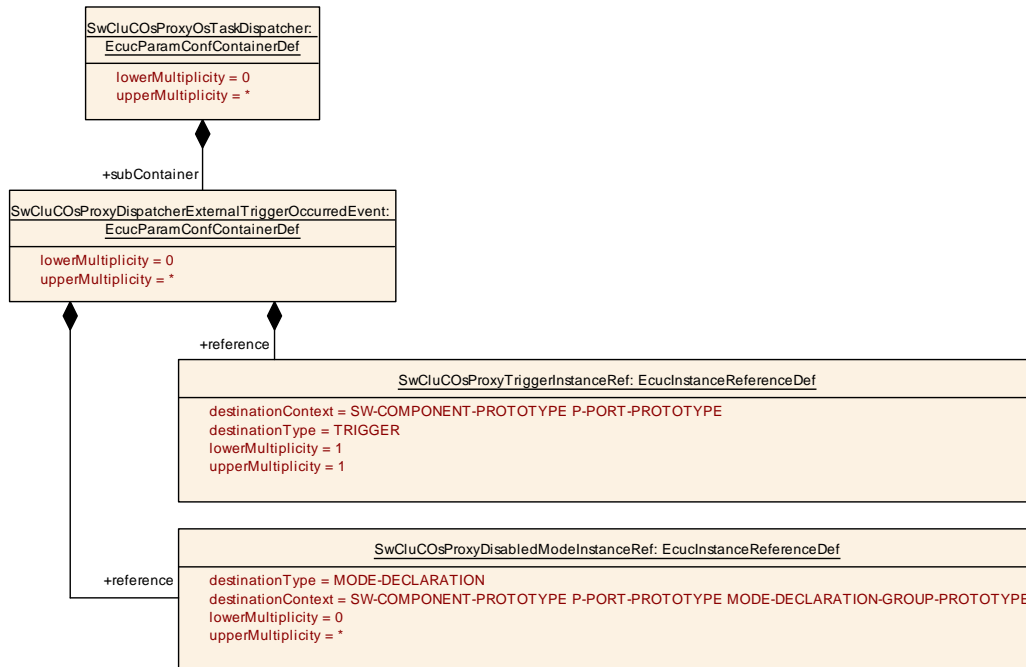 SwCluCOsProxyOsTaskDispatcher:
EcucParamConfContainerDef
lowerMultiplicity = 0
upperMultiplicity = *
+subContainer
SwCluCOsProxyDispatcherExternalTriggerOccurredEvent:
EcucParamConfContainerDef
lowerMultiplicity = 0
upperMultiplicity = *
+reference
SwCluCOsProxyTriggerInstanceRef: EcucInstanceReferenceDef
destinationContext = SW-COMPONENT-PROTOTYPE P-PORT-PROTOTYPE
destinationType = TRIGGER
lowerMultiplicity = 1
upperMultiplicity = 1
SwCluCOsProxyDisabledModeInstanceRef: EcucInstanceReferenceDef
+reference
destinationType = MODE-DECLARATION
destinationContext = SW-COMPONENT-PROTOTYPE P-PORT-PROTOTYPE MODE-DECLARATION-GROUP-PROTOTYPE
lowerMultiplicity = 0
upperMultiplicity = *